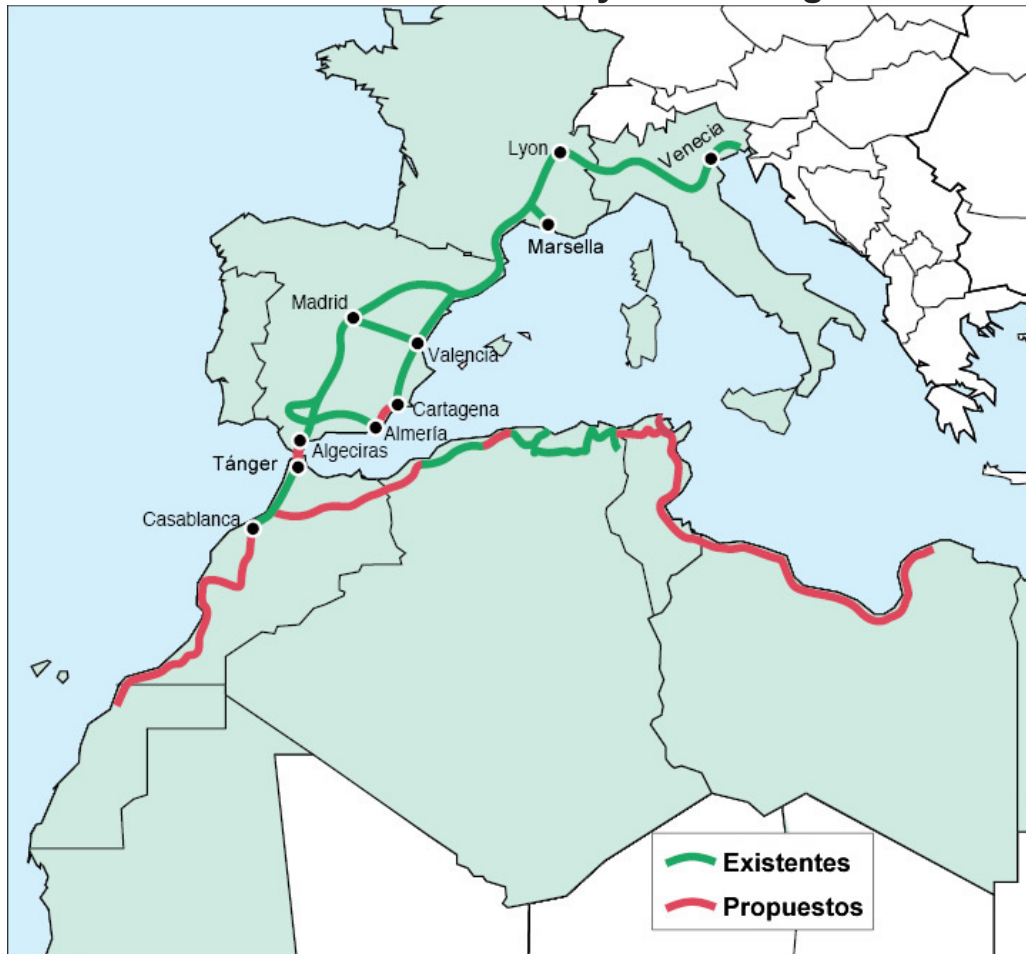 Lyon
Venecia
Marsella
Madrid
Valencia
Cartagena
Almería
Algeciras
Tánger
Casablanca
Existentes
Propuestos